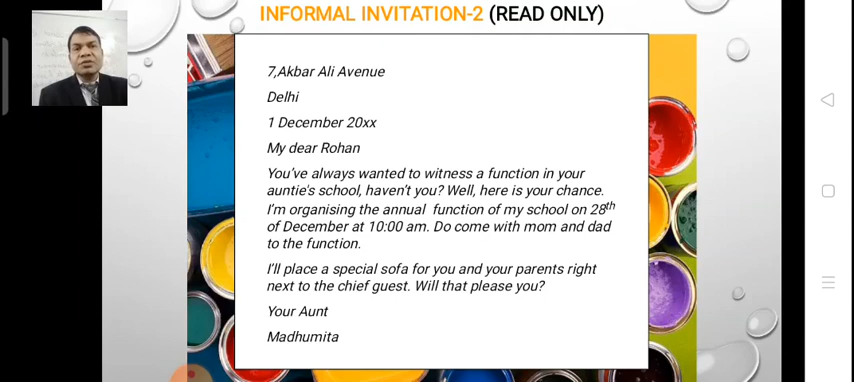 INFORMAL INVITATION-2 (READ ONLY)
7,Akbar Ali Avenue
Delhi
1 December 20xx
My dear Rohan
You've always wanted to witness a function in your
auntie's school, haven't you? Well, here is your chance.
I'm organising the annual function of my school on 28th
of December at 10:00 am. Do come with mom and dad
to the function.
I'll place a special sofa for you and your parents right
next to the chief guest. Will that please you?
Your Aunt
Madhumita